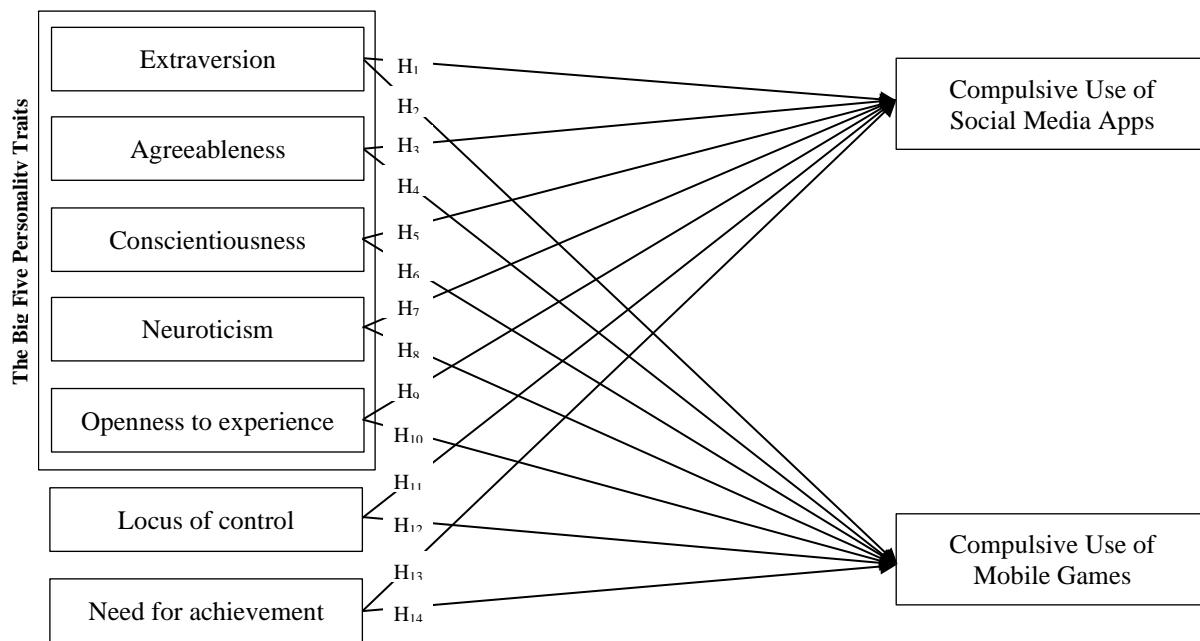 The Big Five Personality Traits
Extraversion
Agreeableness
Conscientiousness
Neuroticism
Openness to experience
Locus of control
Need for achievement
H₁
H₂
H₃
H₄
H₅
H₆
H₇
H₈
H₉
H₁₀
H₁₁
H₁₂
H₁₃
H₁₄
Compulsive Use of
Social Media Apps
Compulsive Use of
Mobile Games